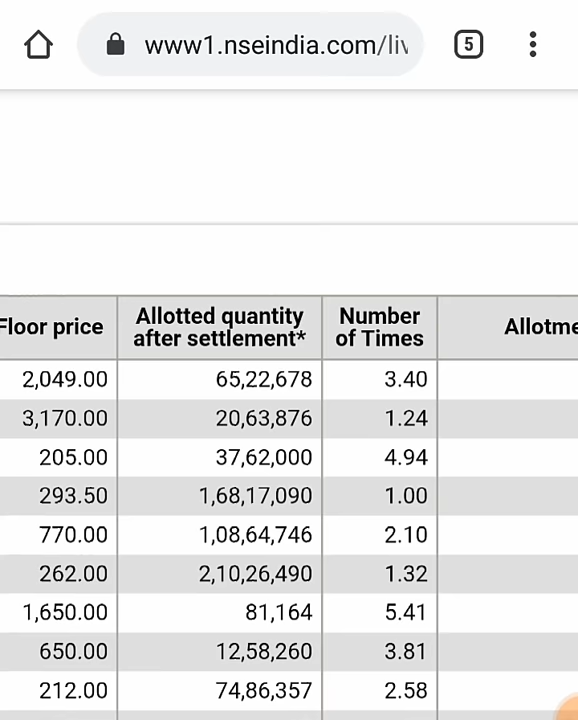 www1.nseindia.com/liv
5
Floor price Allotted quantity after settlement* Number of Times Allotme
2,049.00 65,22,678 3.40
3,170.00 20,63,876 1.24
205.00 37,62,000 4.94
293.50 1,68,17,090 1.00
770.00 1,08,64,746 2.10
262.00 2,10,26,490 1.32
1,650.00 81,164 5.41
650.00 12,58,260 3.81
212.00 74,86,357 2.58